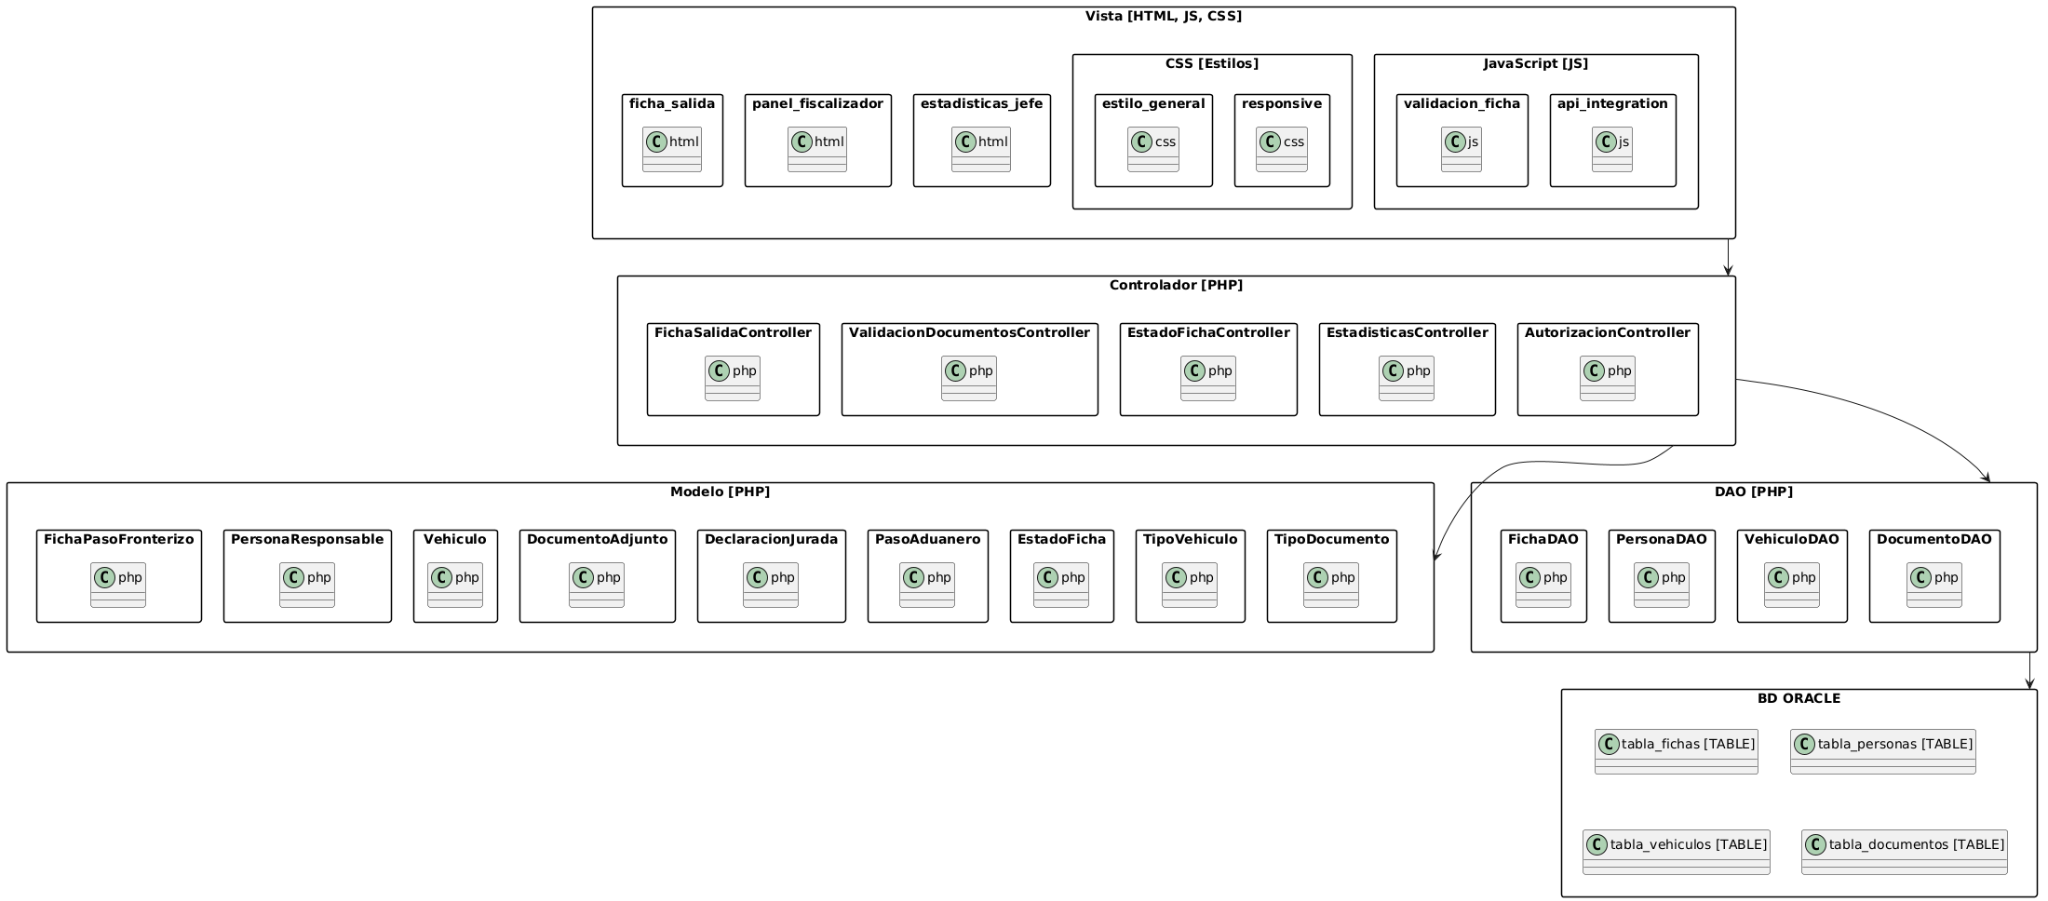 Vista [HTML, JS, CSS]
CSS [Estilos]
JavaScript [JS]
ficha_salida
panel_fiscalizador
estadisticas_jefe
estilo_general
responsive
validacion_ficha
api_integration
C html
C html
C html
C css
C css
C js
C js
Controlador [PHP]
FichaSalidaController
ValidacionDocumentosController
EstadoFichaController
EstadisticasController
AutorizacionController
C php
C php
C php
C php
C php
Modelo [PHP]
DAO [PHP]
FichaPasoFronterizo
PersonaResponsable
Vehiculo
DocumentoAdjunto
DeclaracionJurada
PasoAduanero
EstadoFicha
TipoVehiculo
TipoDocumento
FichaDAO
PersonaDAO
VehiculoDAO
DocumentoDAO
C php
C php
C php
C php
C php
C php
C php
C php
C php
C php
C php
C php
C php
BD ORACLE
C tabla_fichas [TABLE]
C tabla_personas [TABLE]
C tabla_vehiculos [TABLE]
C tabla_documentos [TABLE]